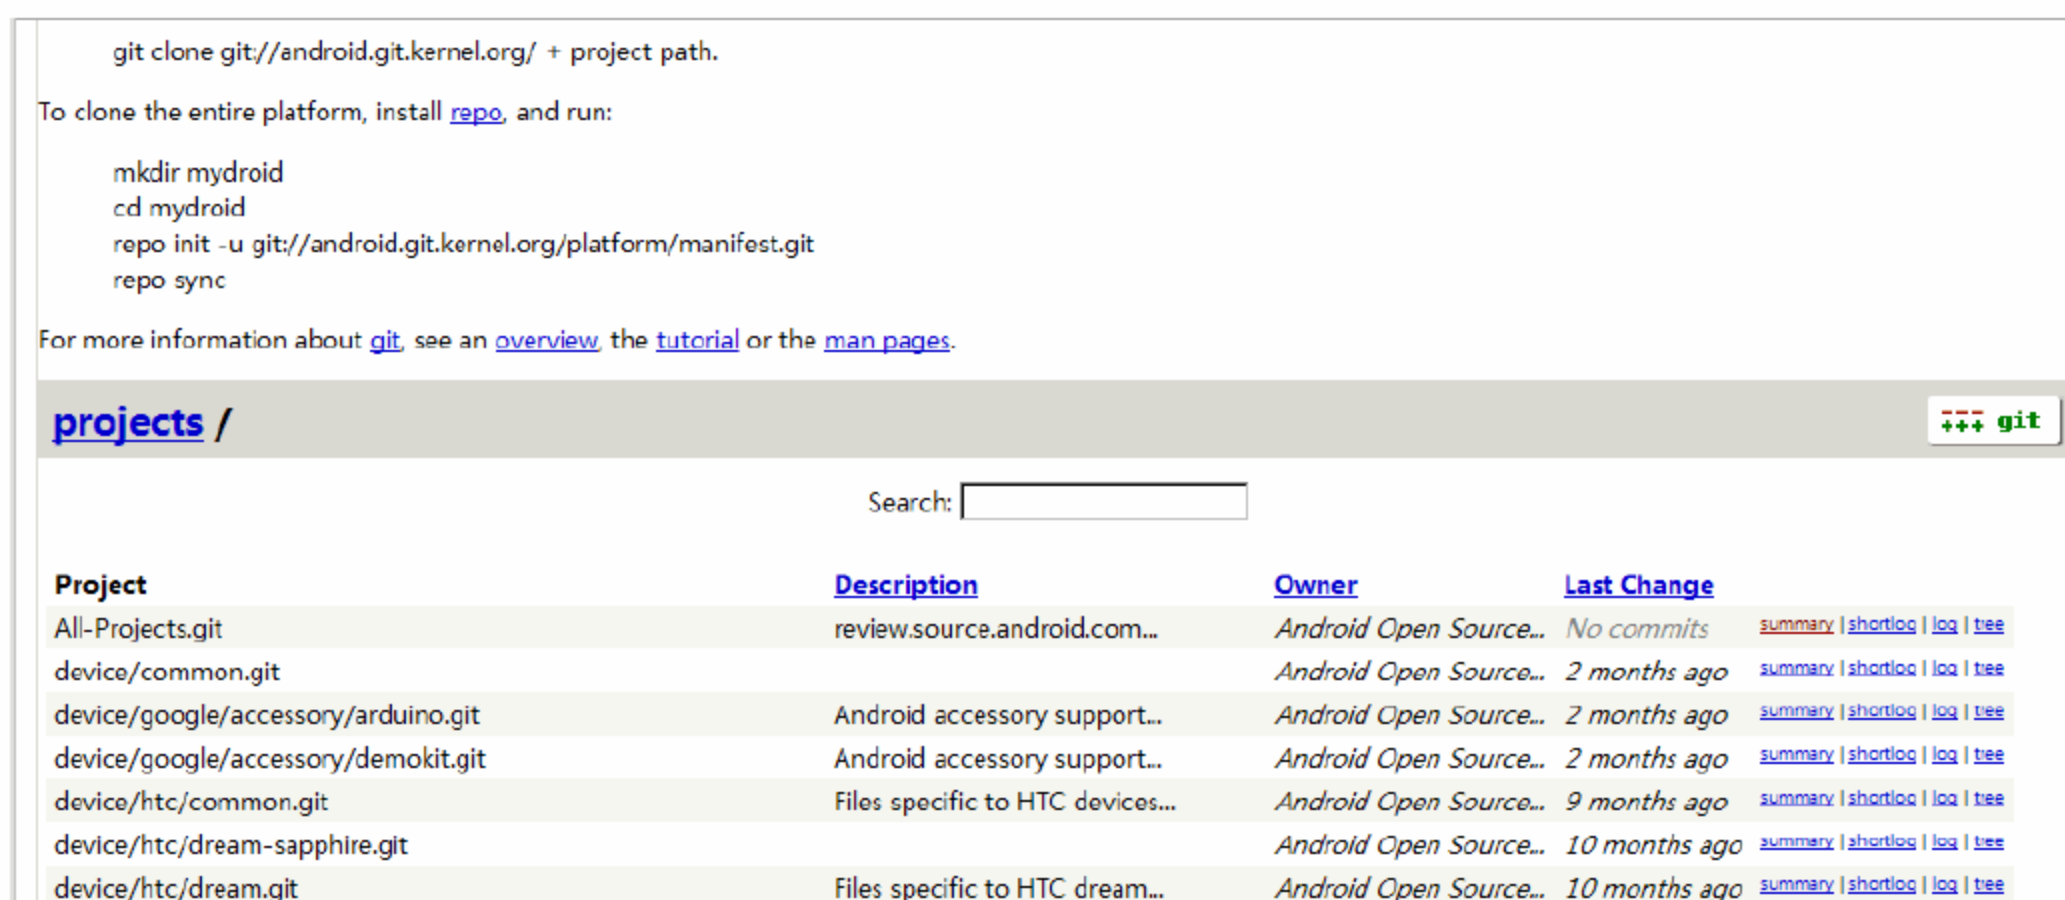 git clone git://android.git.kernel.org/ + project path.
To clone the entire platform, install repo, and run:
mkdir mydroid
cd mydroid
repo init -u git://android.git.kernel.org/platform/manifest.git
repo sync
For more information about git, see an overview, the tutorial or the man pages.
projects /
git
Search:
Project Description Owner Last Change
All-Projects.git review.source.android.com... Android Open Source... No commits summary | shortlog | log | tree
device/common.git Android Open Source... 2 months ago summary | shortlog | log | tree
device/google/accessory/arduino.git Android accessory support... Android Open Source... 2 months ago summary | shortlog | log | tree
device/google/accessory/demokit.git Android accessory support... Android Open Source... 2 months ago summary | shortlog | log | tree
device/htc/common.git Files specific to HTC devices... Android Open Source... 9 months ago summary | shortlog | log | tree
device/htc/dream-sapphire.git Android Open Source... 10 months ago summary | shortlog | log | tree
device/htc/dream.git Files specific to HTC dream... Android Open Source... 10 months ago summary | shortlog | log | tree